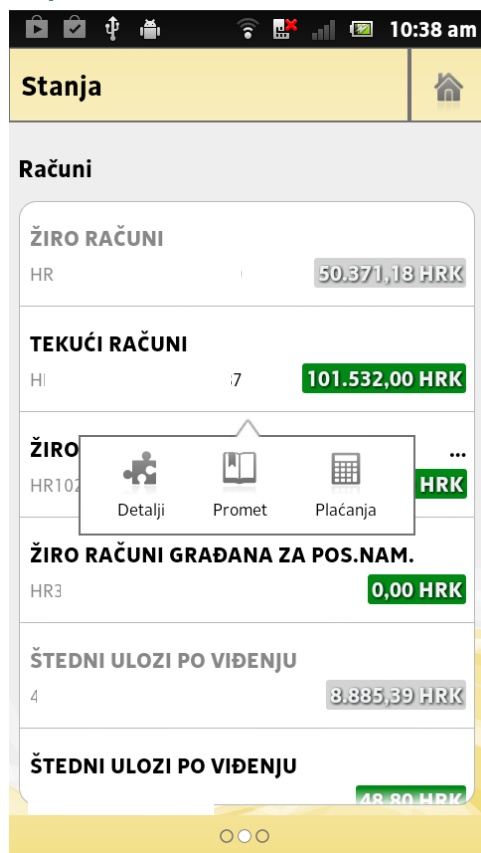 10:38 am
Stanja
Računi
ŽIRO RAČUNI
HR
50.371,18 HRK
TEKUĆI RAČUNI
37
101.532,00 HRK
ŽIRO
...
HR102
HRK
Detalji
Promet
Plaćanja
ŽIRO RAČUNI GRAĐANA ZA POS.NAM.
HR3
0,00 HRK
ŠTEDNI ULOZI PO VIĐENJU
4
8.885,39 HRK
ŠTEDNI ULOZI PO VIĐENJU
48,80 HRK